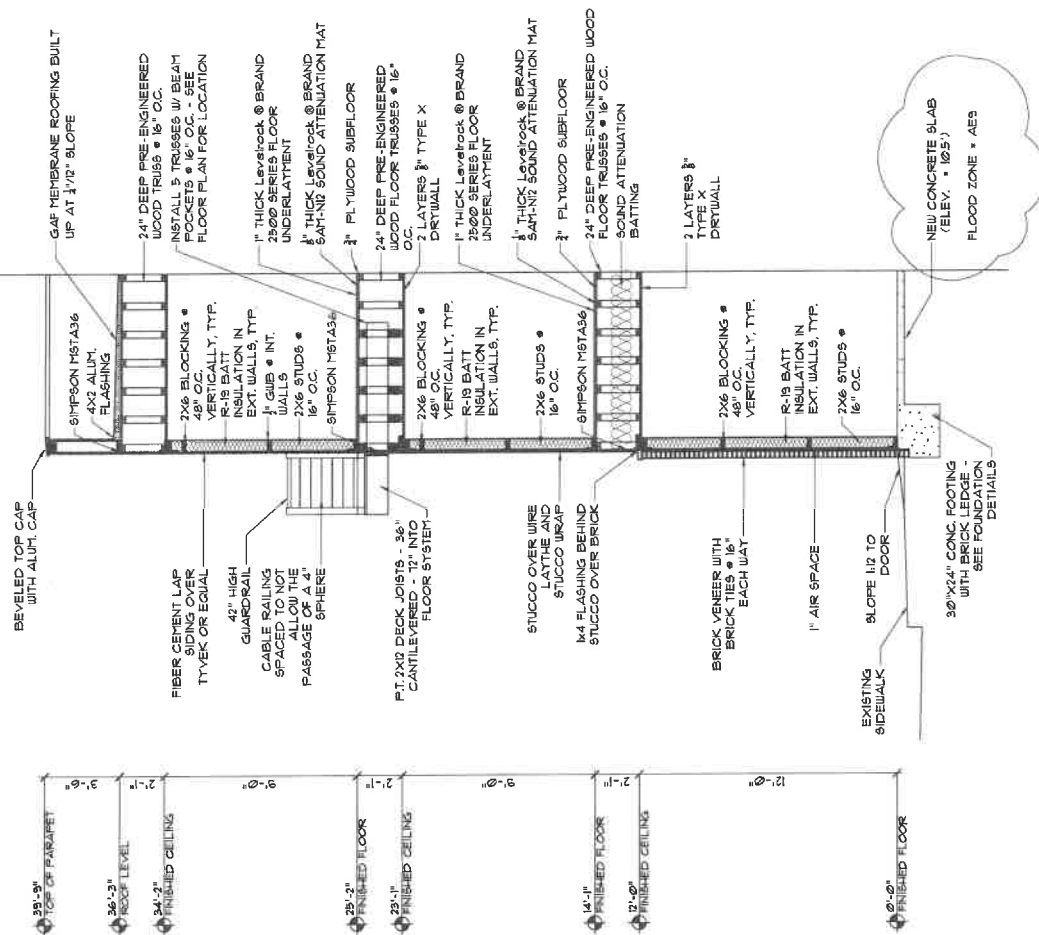 BEVELED TOP CAP
WITH ALUM. CAP
FIBER CEMENT LAP
SIDING OVER
TYVEK OR EQUAL
42" HIGH
GUARDRAIL
CABLE RAILING
SPACED TO NOT
ALLOW THE
PASSAGE OF A 4"
SPHERE
P.T. 2X12 DECK JOISTS - 36"
CANTILEVERED - 72" INTO
FLOOR SYSTEM
STUCCO OVER WIRE
LAYTHE AND
STUCCO WRAP
1x4 FLASHING BEHIND
STUCCO OVER BRICK
BRICK VENEER WITH
BRICK TIES @ 16"
EACH WAY
1" AIR SPACE
SLOPE 1:12 TO
DOOR
EXISTING
SIDEWALK
30"X24" CONC. FOOTING
WITH BRICK LEDGE -
SEE FOUNDATION
DETIALS
SIMPSON MSTA36
4X2 ALUM.
FLASHING
2X6 BLOCKING @
48" O.C.
VERTICALLY, TYP.
R-19 BATT
INSULATION IN
EXT. WALLS, TYP.
GWB @ INT.
WALLS
2X6 STUDS @
16" O.C.
SIMPSON MSTA36
2X6 BLOCKING @
48" O.C.
VERTICALLY, TYP.
R-19 BATT
INSULATION IN
EXT. WALLS, TYP.
2X6 STUDS @
16" O.C.
SIMPSON MSTA36
2X6 BLOCKING @
48" O.C.
VERTICALLY, TYP.
R-19 BATT
INSULATION IN
EXT. WALLS, TYP.
2X6 STUDS @
16" O.C.
GAF MEMBRANE ROOFING BUILT
UP AT SLOPE
24" DEEP PRE-ENGINEERED
WOOD TRUSS @ 16" O.C.
INSTALL 5 TRUSSES W/ BEAM
POCKETS @ 16" O.C. - SEE
FLOOR PLAN FOR LOCATION
1" THICK Levelrock ® BRAND
2500 SERIES FLOOR
UNDERLAYMENT
THICK Levelrock ® BRAND
SAM-N12 SOUND ATTENUATION MAT
PLYWOOD SUBFLOOR
24" DEEP PRE-ENGINEERED
WOOD FLOOR TRUSSES @ 16"
O.C.
2 LAYERS TYPE X
DRYWALL
1" THICK Levelrock ® BRAND
2500 SERIES FLOOR
UNDERLAYMENT
THICK Levelrock ® BRAND
SAM-N12 SOUND ATTENUATION MAT
PLYWOOD SUBFLOOR
24" DEEP PRE-ENGINEERED WOOD
FLOOR TRUSSES @ 16" O.C.
SOUND ATTENUATION
BATTING
2 LAYERS
TYPE X
DRYWALL
NEW CONCRETE SLAB
(ELEV. = 10.5')
FLOOD ZONE = AE9
39'-9"
TOP OF PARAPET
3'-6"
36'-3"
ROOF LEVEL
2'-1"
34'-2"
FINISHED CEILING
9'-0"
25'-2"
FINISHED FLOOR
2'-1"
23'-1"
FINISHED CEILING
9'-0"
14'-1"
FINISHED FLOOR
2'-1"
12'-0"
FINISHED CEILING
12'-0"
0'-0"
FINISHED FLOOR